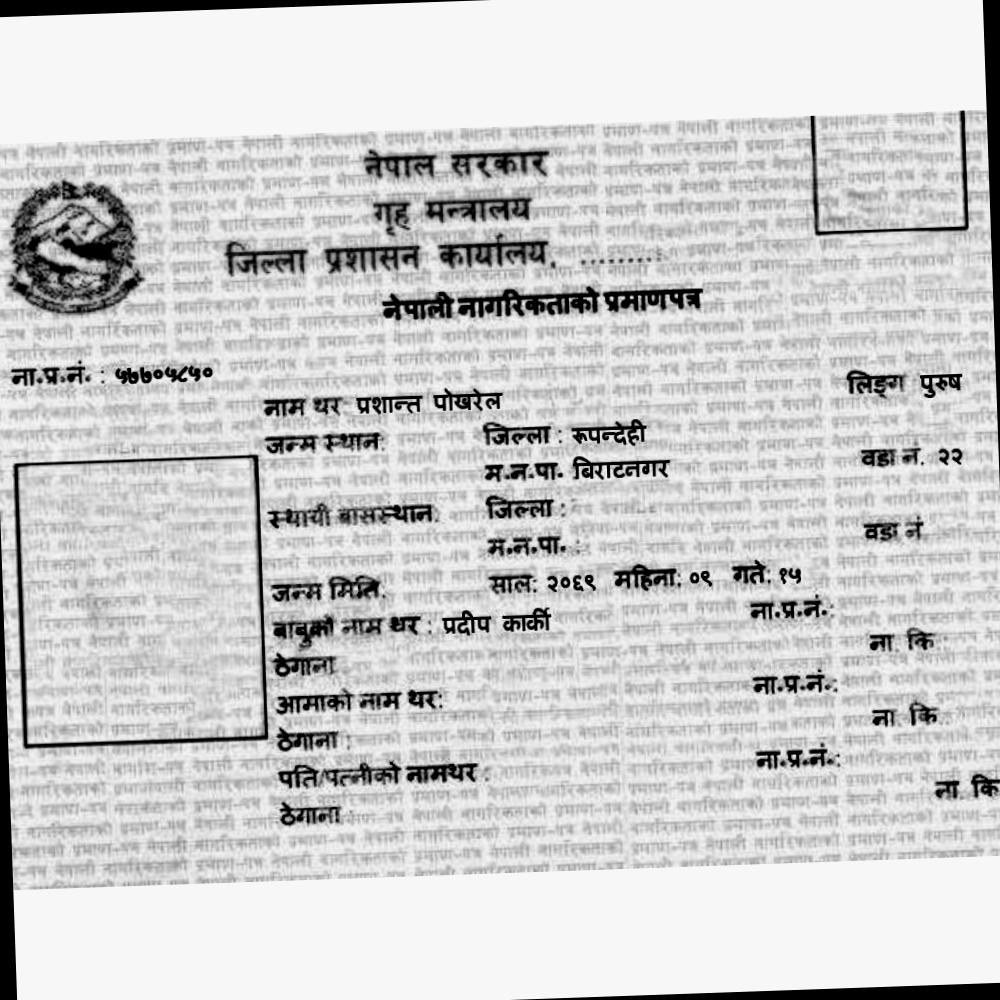 नेपाल सरकार
गृह मन्त्रालय
जिल्ला प्रशासन कार्यालय, ........:
नेपाली नागरिकताको प्रमाणपत्र
ना.प्र.नं. : ५७७०५८५०
लिङ्ग पुरुष
नाम थर प्रशान्त पोखरेल
जन्म स्थान: जिल्ला : रूपन्देही
म.न.पा. बिराटनगर वडा नं. २२
स्थायी बासस्थान: जिल्ला :
म.न.पा. : वडा नं.
जन्म मिति: साल: २०६९ महिना: ०९ गते: १५
बाबुको नाम थर : प्रदीप कार्की ना.प्र.नं.:
ठेगाना ना. कि.:
आमाको नाम थर: ना.प्र.नं.:
ठेगाना : ना. कि.:
पति/पत्नीको नामथर : ना.प्र.नं.:
ठेगाना ना. कि